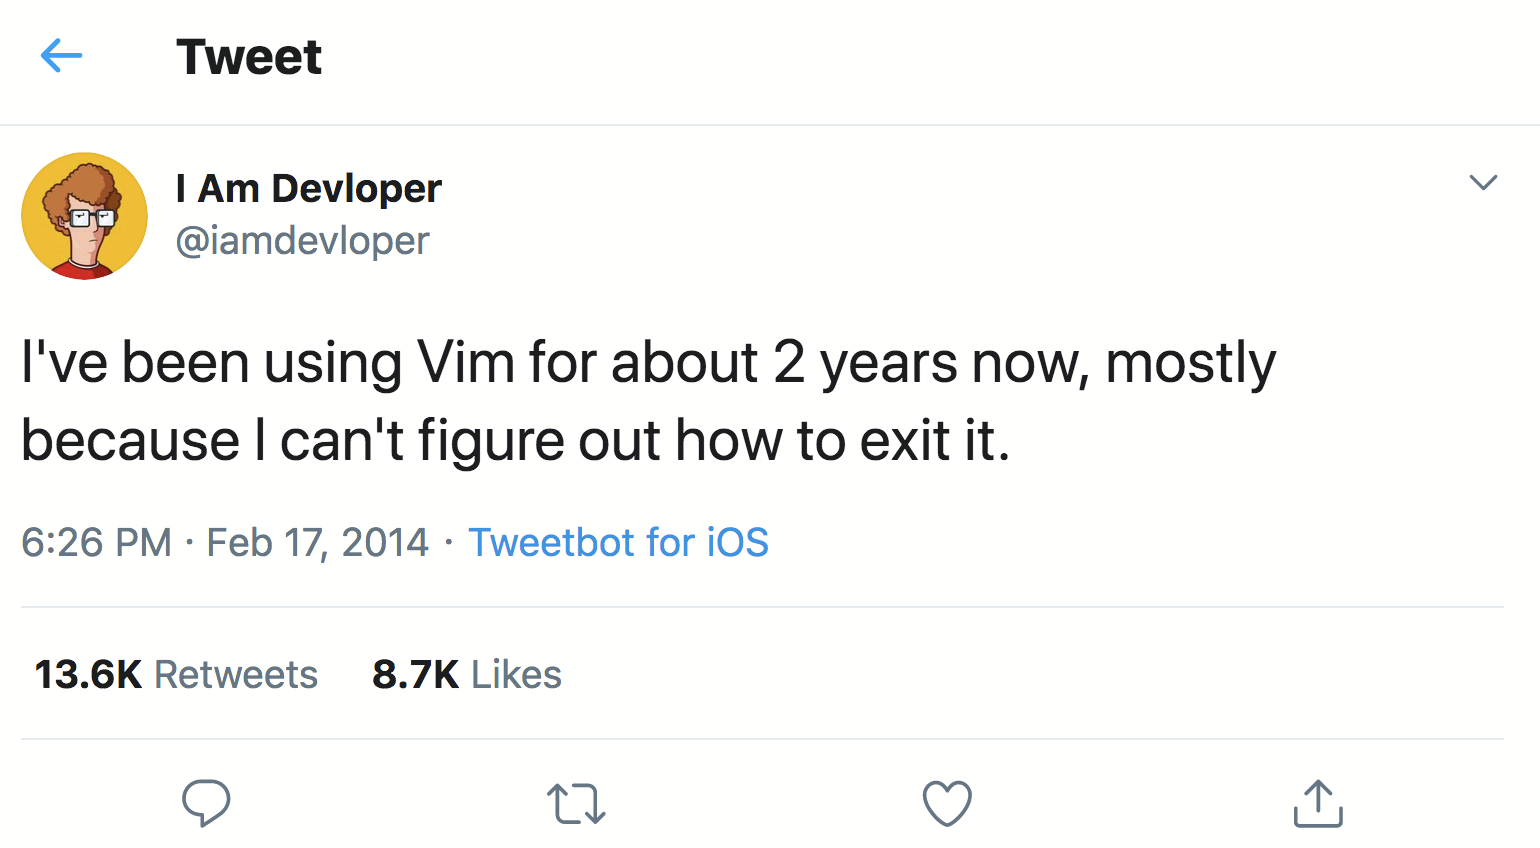 Tweet
I Am Devloper
@iamdevloper
I've been using Vim for about 2 years now, mostly
because I can't figure out how to exit it.
6:26 PM · Feb 17, 2014 · Tweetbot for iOS
13.6K Retweets 8.7K Likes